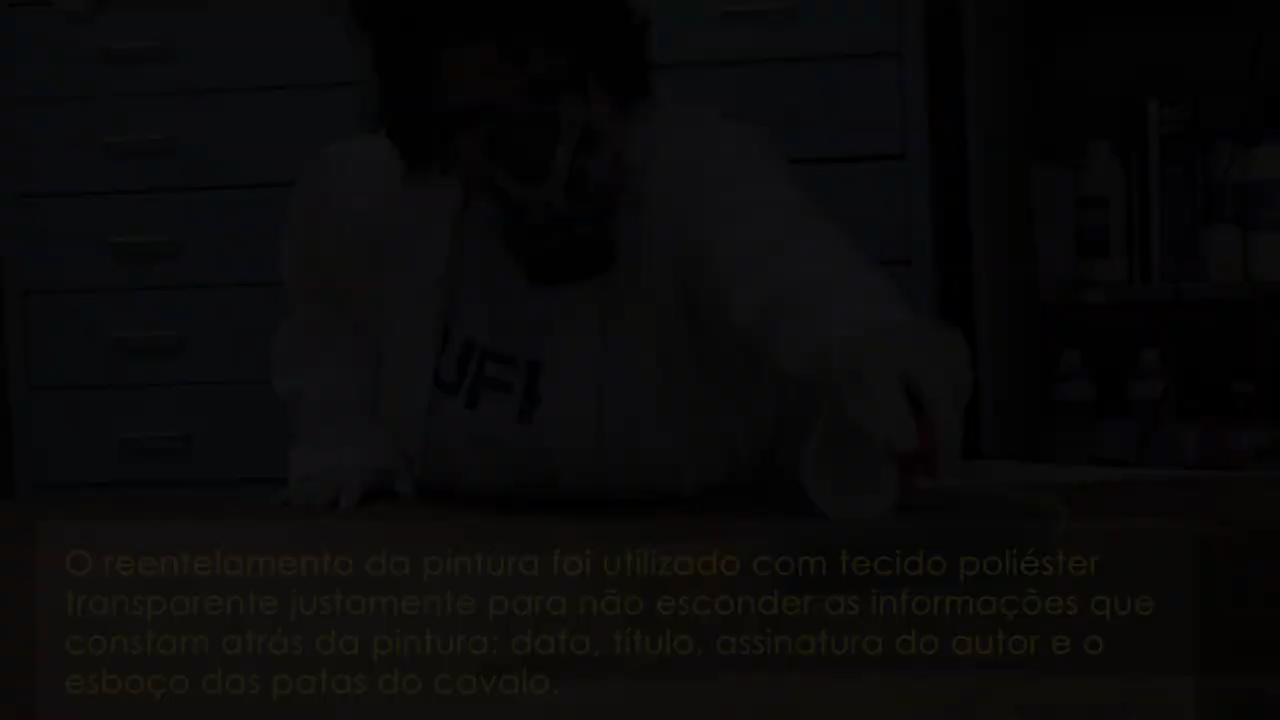 UFI
O reentelamento da pintura foi utilizado com tecido poliéster
transparente justamente para não esconder as informações que
constam atrás da pintura: data, título, assinatura do autor e o
esboço das patas do cavalo.